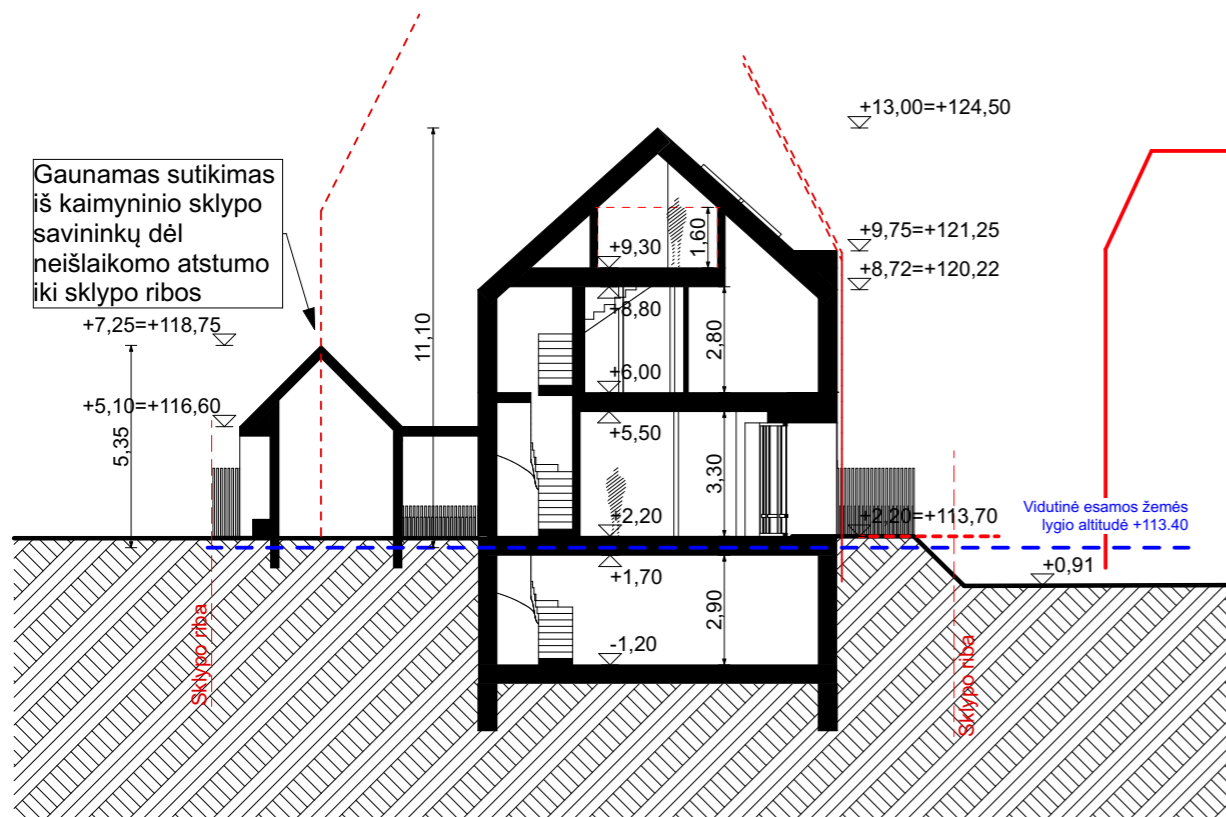 +13,00=+124,50
Gaunamas sutikimas
iš kaimyninio sklypo
savininkų dėl
neišlaikomo atstumo
iki sklypo ribos
+9,75=+121,25
+8,72=+120,22
+7,25=+118,75
+5,10=+116,60
5,35
11,10
1,60
+9,30
+8,80
2,80
+6,00
+5,50
3,30
+2,20
+2,20=+113,70
Vidutinė esamos žemės
lygio altitudė +113.40
+0,91
+1,70
2,90
-1,20
Sklypo riba
Sklypo riba